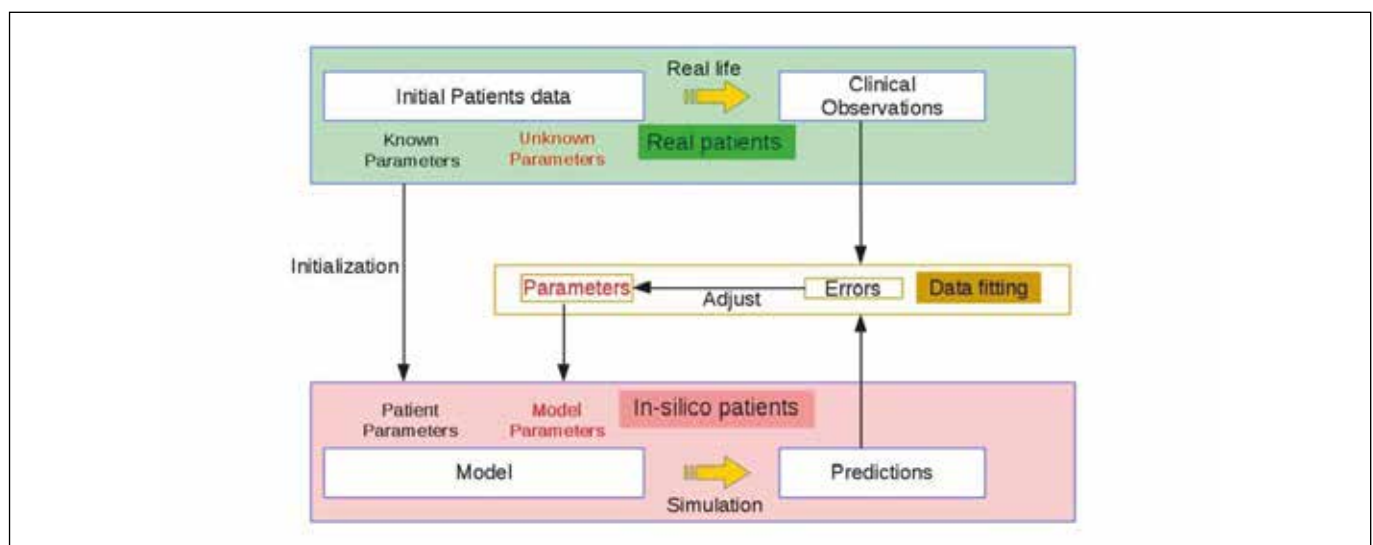 Real life
Initial Patients data
Clinical
Observations
Known
Parameters
Unknown
Parameters
Real patients
Initialization
Parameters
Adjust
Errors
Data fitting
Patient
Parameters
Model
Parameters
In-silico patients
Model
Simulation
Predictions